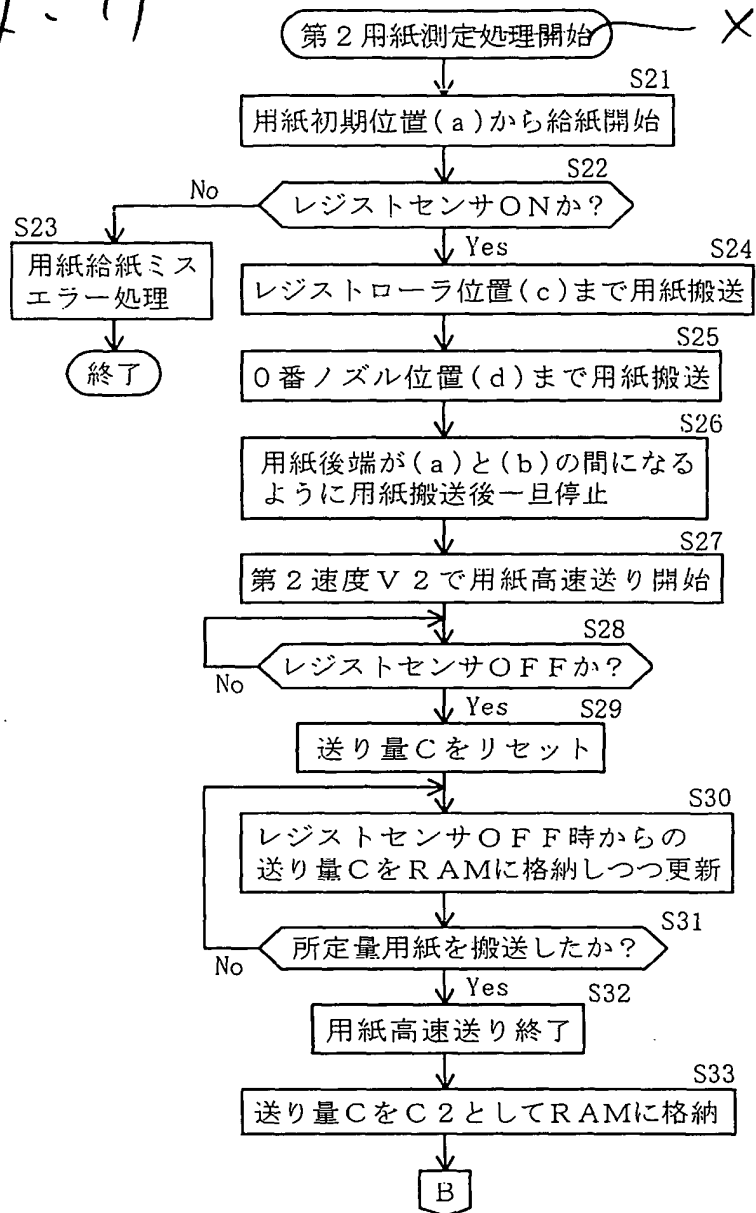 第2用紙測定処理開始
X
S21
用紙初期位置(a)から給紙開始
S22
レジストセンサONか?
No
Yes
S23
用紙給紙ミス
エラー処理
終了
S24
レジストローラ位置(c)まで用紙搬送
S25
0番ノズル位置(d)まで用紙搬送
S26
用紙後端が(a)と(b)の間になる
ように用紙搬送後一旦停止
S27
第2速度V2で用紙高速送り開始
S28
レジストセンサOFFか?
No
Yes
S29
送り量Cをリセット
S30
レジストセンサOFF時からの
送り量CをRAMに格納しつつ更新
S31
所定量用紙を搬送したか?
No
Yes
S32
用紙高速送り終了
S33
送り量CをC2としてRAMに格納
B